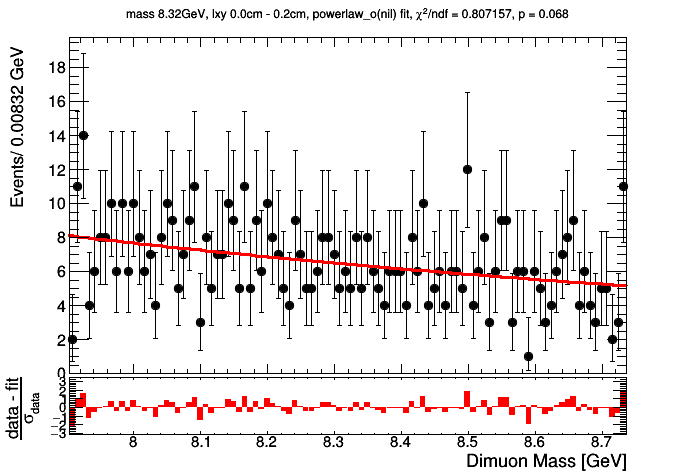 mass 8.32GeV, lxy 0.0cm - 0.2cm, powerlaw_o(nil) fit, χ²/ndf = 0.807157, p = 0.068
Events/ 0.00832 GeV
18
16
14
12
10
8
6
4
2
0
data - fit
σdata
3
2
1
0
−1
−2
−3
8 8.1 8.2 8.3 8.4 8.5 8.6 8.7
Dimuon Mass [GeV]